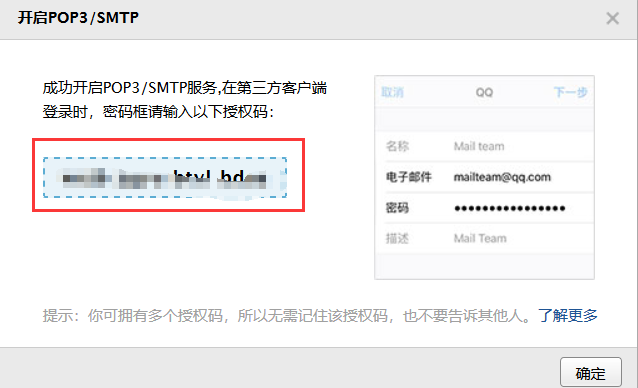 开启POP3/SMTP
成功开启POP3/SMTP服务,在第三方客户端
登录时，密码框请输入以下授权码：
取消 QQ 下一步
名称 Mail team
电子邮件 mailteam@qq.com
密码 ••••••••••••••••
描述 Mail Team
提示：你可拥有多个授权码，所以无需记住该授权码，也不要告诉其他人。了解更多
确定